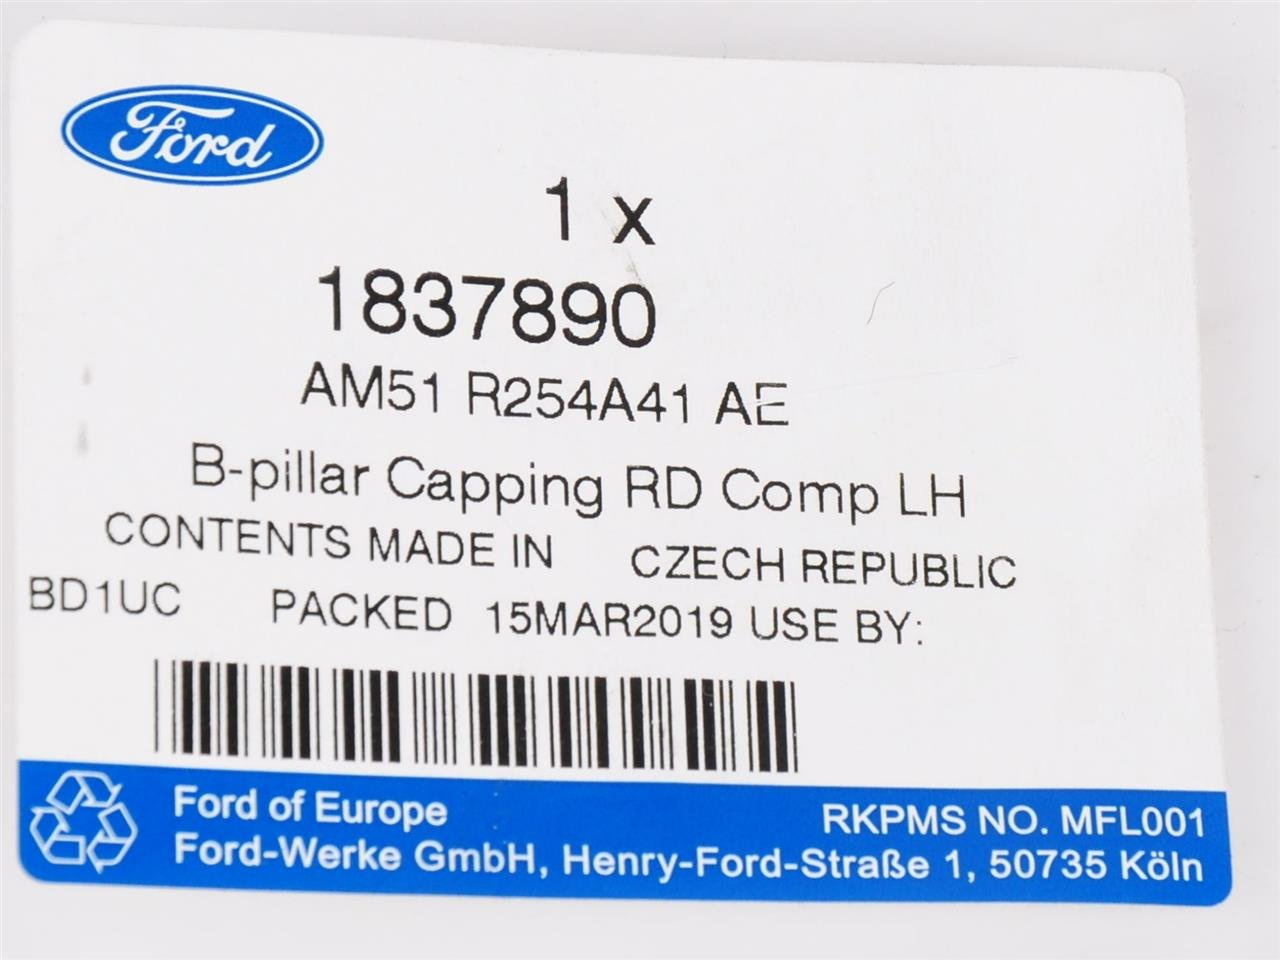 Ford
1 x
1837890
AM51 R254A41 AE
B-pillar Capping RD Comp LH
CONTENTS MADE IN CZECH REPUBLIC
BD1UC PACKED 15MAR2019 USE BY:
Ford of Europe
RKPMS NO. MFL001
Ford-Werke GmbH, Henry-Ford-Straße 1, 50735 Köln